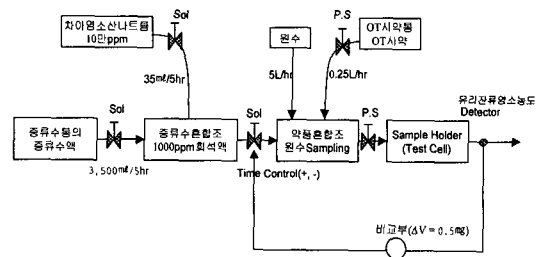 차아염소산나트륨
10만ppm
Sol
원수
P.S
OT시약통
OT시약
35㎖/5hr
5L/hr
0.25L/hr
유리잔류염소농도
Detector
증류수통의
증류수액
Sol
증류수혼합조
1000ppm희석액
Sol
약품혼합조
원수Sampling
P.S
Sample Holder
(Test Cell)
3,500㎖/5hr
Time Control(+, -)
비교부(ΔV = 0.5㎎)